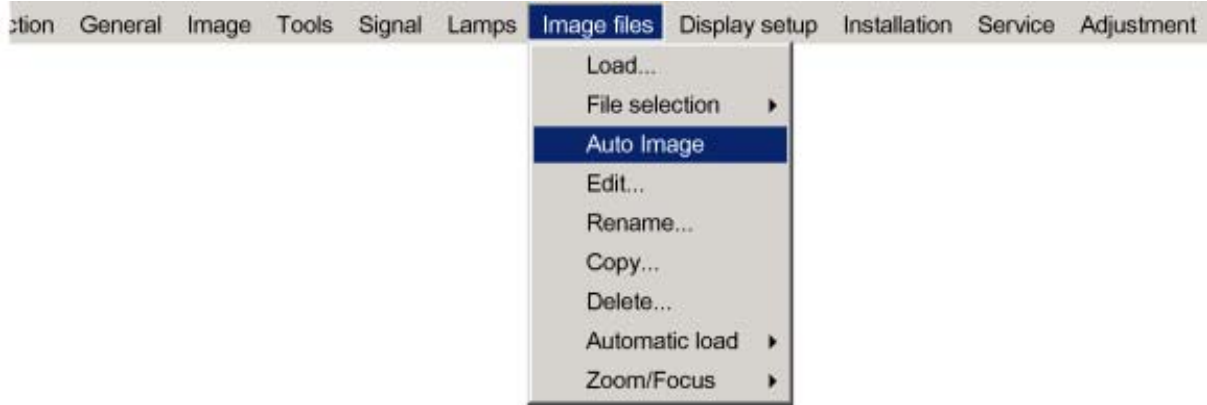 ction General Image Tools Signal Lamps Image files Display setup Installation Service Adjustment
Load...
File selection
Auto Image
Edit...
Rename...
Copy...
Delete...
Automatic load
Zoom/Focus